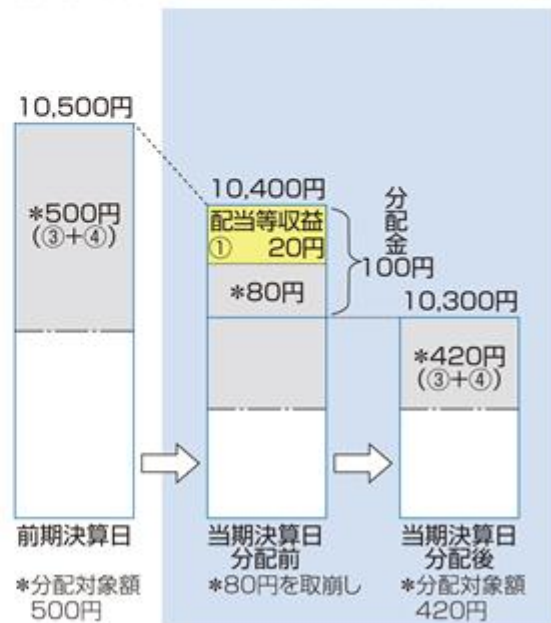 10,500円
*500円
(③+④)
前期決算日
*分配対象額
500円
10,400円
配当等収益
① 20円
*80円
分配金
100円
当期決算日
分配前
*80円を取崩し
10,300円
*420円
(③+④)
当期決算日
分配後
*分配対象額
420円